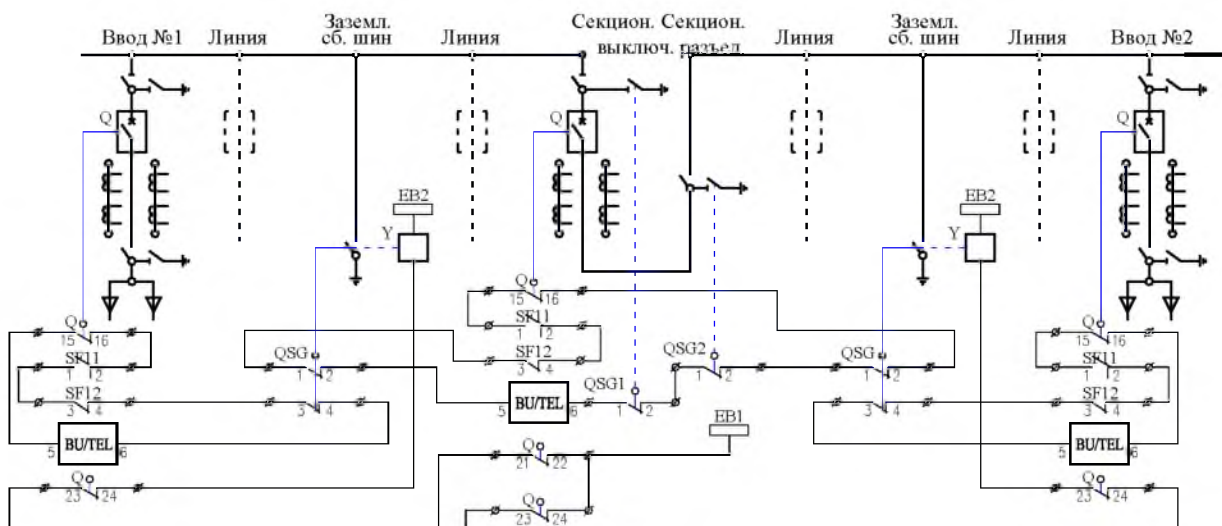 Ввод №1
Линия
Заземл.
сб. шин
Линия
Секцион. Секцион.
выключ. разъед.
Линия
Заземл.
сб. шин
Линия
Ввод №2
Q
Q
Q
EB2
Y
EB2
Y
Q
15 16
SF11
1 2
SF12
3 4
5 BU/TEL 6
Q
23 24
QSG
1 2
3 4
Q
15 16
SF11
1 2
SF12
3 4
5 BU/TEL 6
QSG1
1 2
QSG2
1 2
EB1
Q
21 22
Q
23 24
QSG
1 2
3 4
Q
15 16
SF11
1 2
SF12
3 4
5 BU/TEL 6
Q
23 24